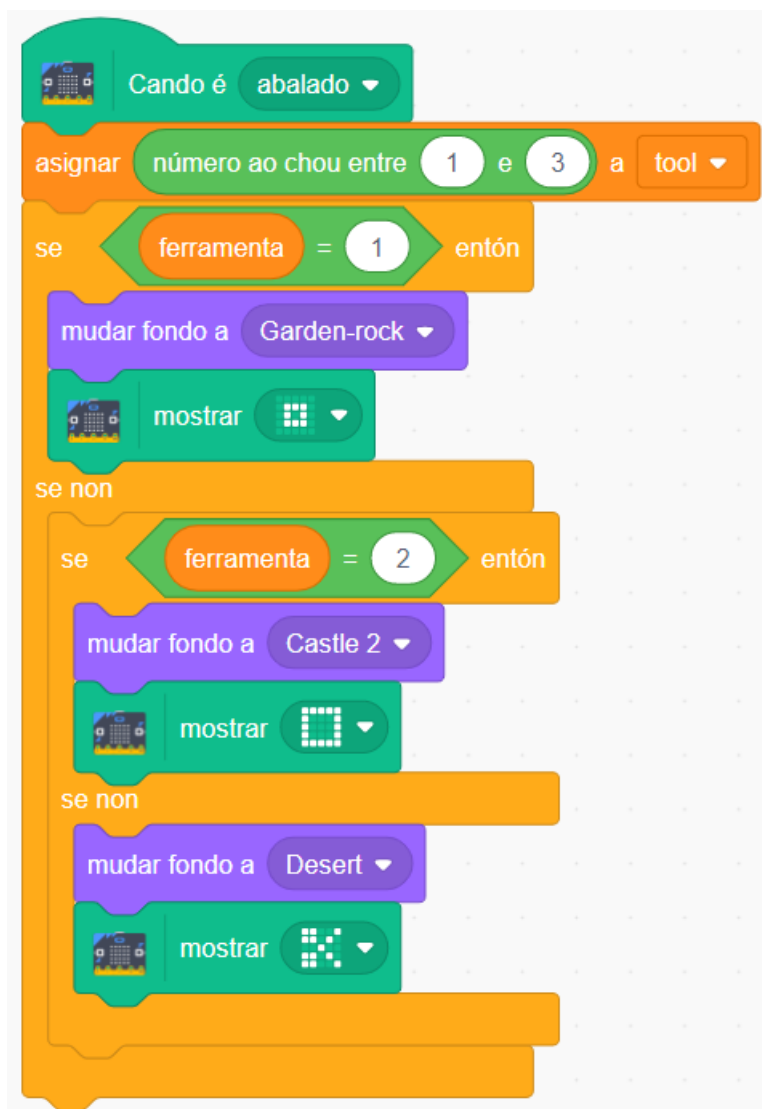 Cando é abalado
asignar número ao chou entre 1 e 3 a tool
se ferramenta = 1 entón
mudar fondo a Garden-rock
mostrar
se non
se ferramenta = 2 entón
mudar fondo a Castle 2
mostrar
se non
mudar fondo a Desert
mostrar